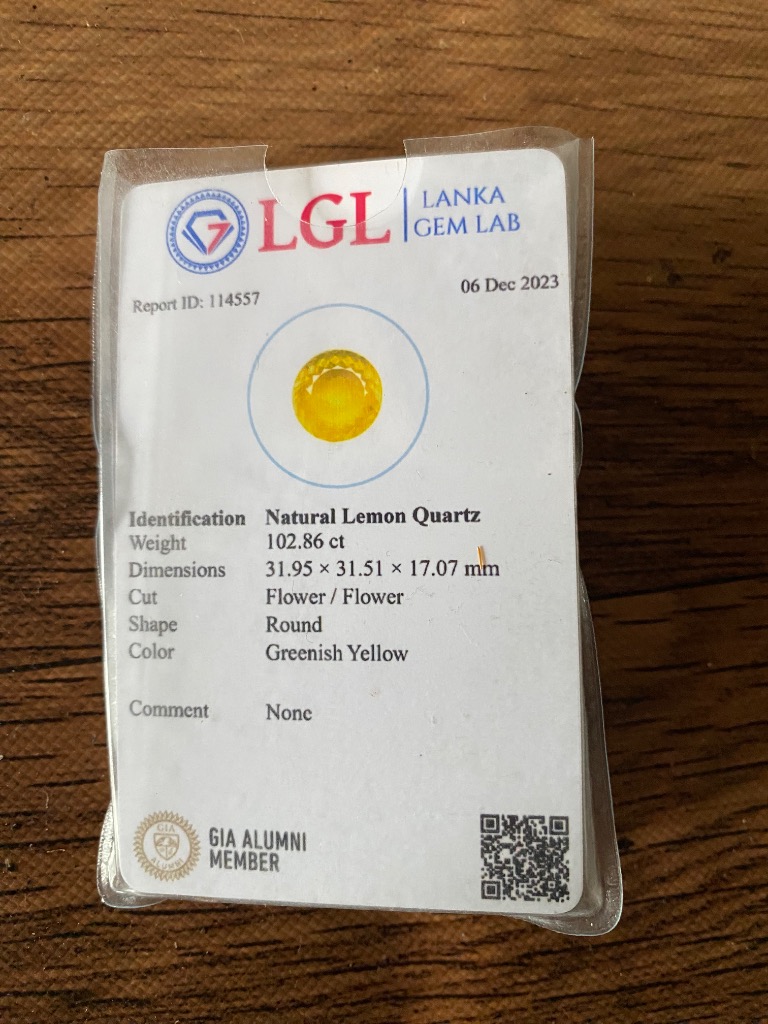 LGL
LANKA
GEM LAB
Report ID: 114557
06 Dec 2023
Identification Natural Lemon Quartz
Weight 102.86 ct
Dimensions 31.95 × 31.51 × 17.07 mm
Cut Flower / Flower
Shape Round
Color Greenish Yellow
Comment None
GIA
ALUMNI
GIA ALUMNI
MEMBER